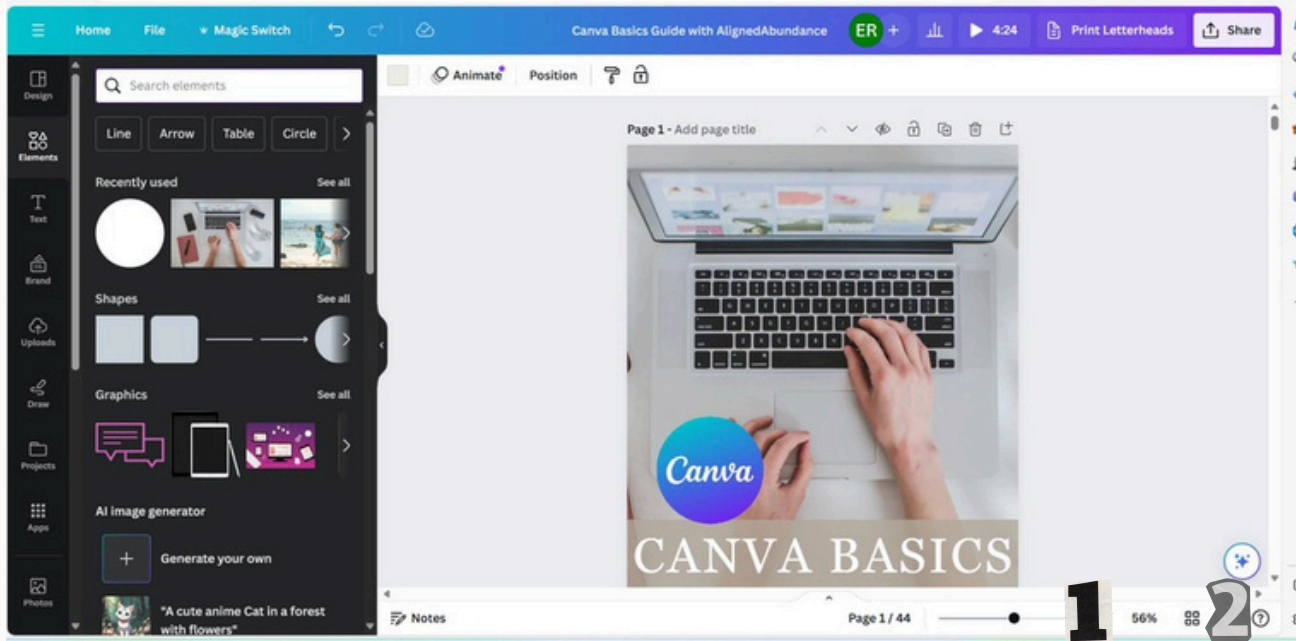 Home File Magic Switch Canva Basics Guide with AlignedAbundance ER + 4:24 Print Letterheads Share
Design
Elements
Text
Brand
Uploads
Draw
Projects
Apps
Photos
Search elements
Line Arrow Table Circle
Recently used See all
Shapes See all
Graphics See all
AI image generator
Generate your own
"A cute anime Cat in a forest
with flowers"
Animate Position
Page 1 - Add page title
Canva
CANVA BASICS
Notes Page 1 / 44 1 56% 2 ?